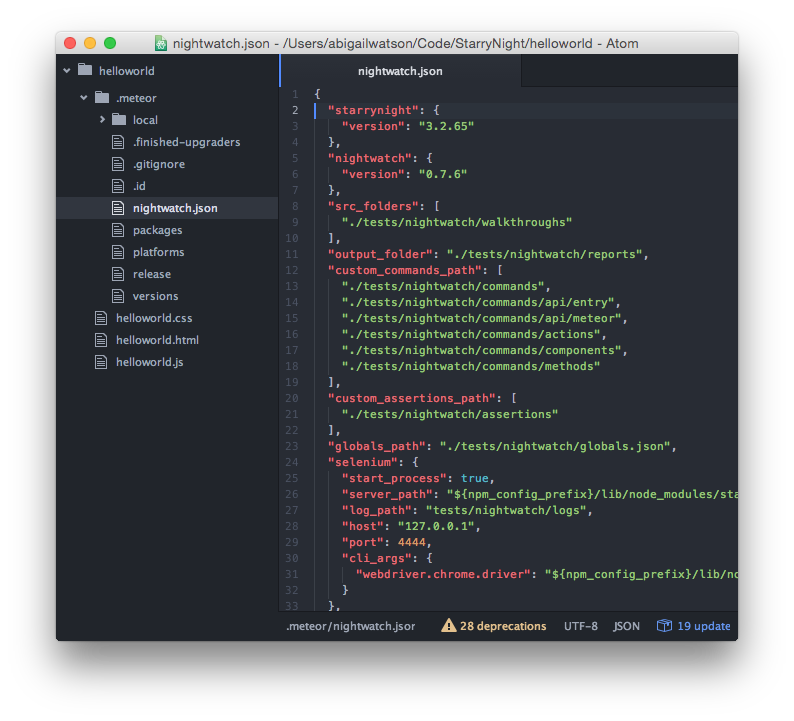 nightwatch.json - /Users/abigailwatson/Code/StarryNight/helloworld - Atom
helloworld
.meteor
local
.finished-upgraders
.gitignore
.id
nightwatch.json
packages
platforms
release
versions
helloworld.css
helloworld.html
helloworld.js
nightwatch.json
1 {
2 "starrynight": {
3 "version": "3.2.65"
4 },
5 "nightwatch": {
6 "version": "0.7.6"
7 },
8 "src_folders": [
9 "./tests/nightwatch/walkthroughs"
10 ],
11 "output_folder": "./tests/nightwatch/reports",
12 "custom_commands_path": [
13 "./tests/nightwatch/commands",
14 "./tests/nightwatch/commands/api/entry",
15 "./tests/nightwatch/commands/api/meteor",
16 "./tests/nightwatch/commands/actions",
17 "./tests/nightwatch/commands/components",
18 "./tests/nightwatch/commands/methods"
19 ],
20 "custom_assertions_path": [
21 "./tests/nightwatch/assertions"
22 ],
23 "globals_path": "./tests/nightwatch/globals.json",
24 "selenium": {
25 "start_process": true,
26 "server_path": "${npm_config_prefix}/lib/node_modules/sta
27 "log_path": "tests/nightwatch/logs",
28 "host": "127.0.0.1",
29 "port": 4444,
30 "cli_args": {
31 "webdriver.chrome.driver": "${npm_config_prefix}/lib/no
32 }
33 },
.meteor/nightwatch.jsor 28 deprecations UTF-8 JSON 19 update